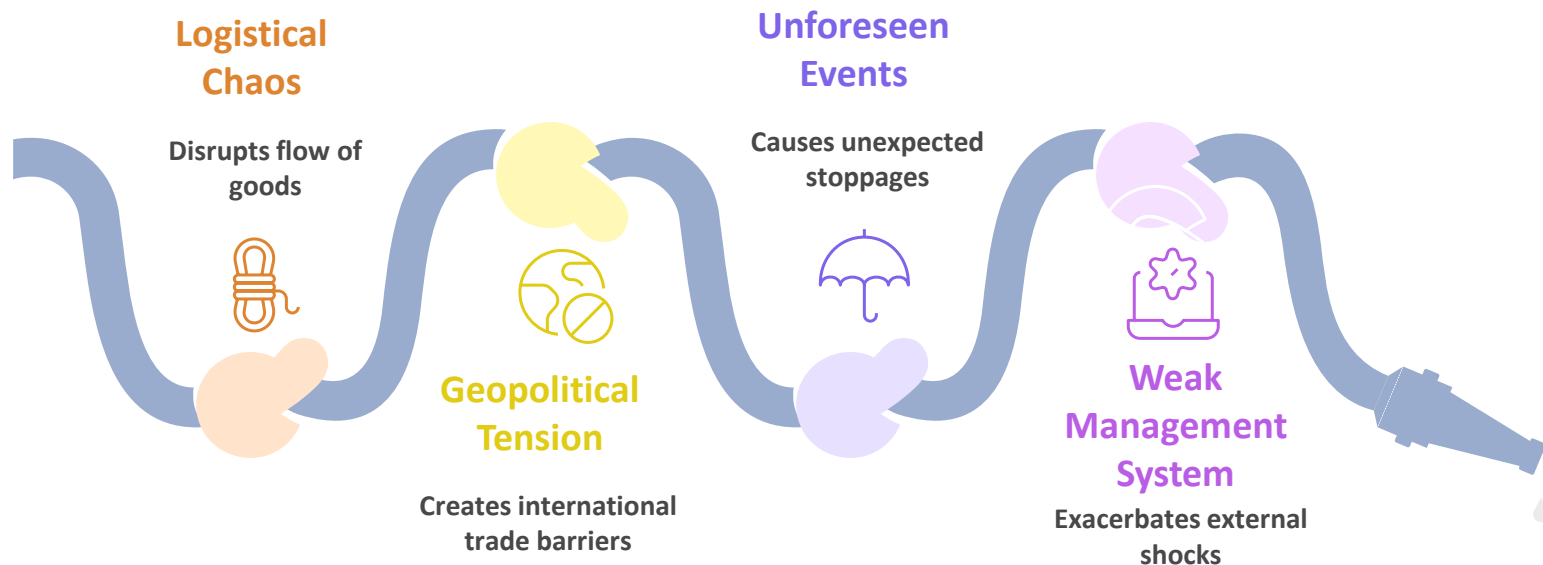 Logistical
Chaos
Disrupts flow of
goods
Geopolitical
Tension
Creates international
trade barriers
Unforeseen
Events
Causes unexpected
stoppages
Weak
Management
System
Exacerbates external
shocks